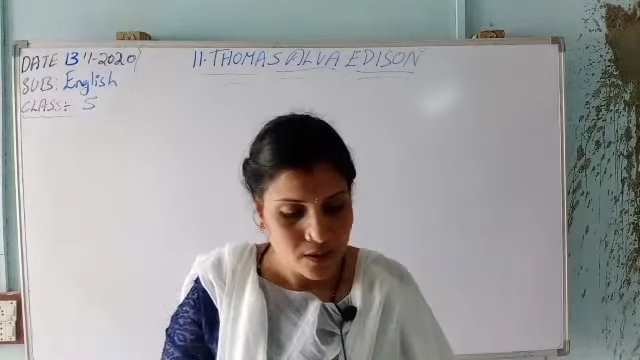 DATE 13-11-2020
SUB: English
CLASS: 5
11. THOMAS ALVA EDISON